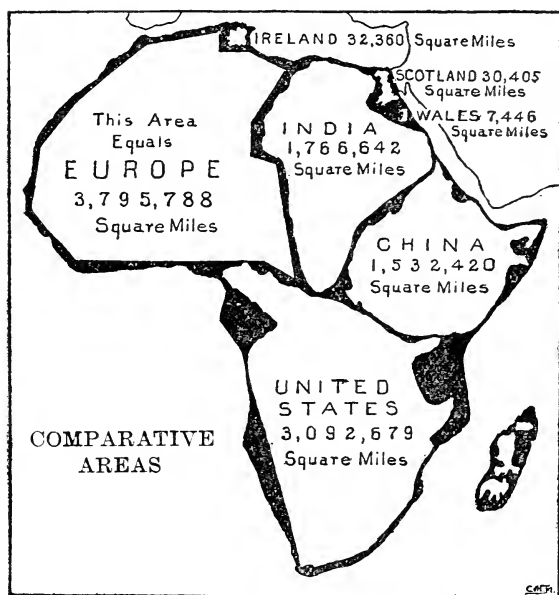 IRELAND 32,360 Square Miles
SCOTLAND 30,405
Square Miles
WALES 7,446
Square Miles
This Area
Equals
EUROPE
3,795,788
Square Miles
INDIA
1,766,642
Square Miles
CHINA
1,532,420
Square Miles
UNITED
STATES
3,092,679
Square Miles
COMPARATIVE
AREAS